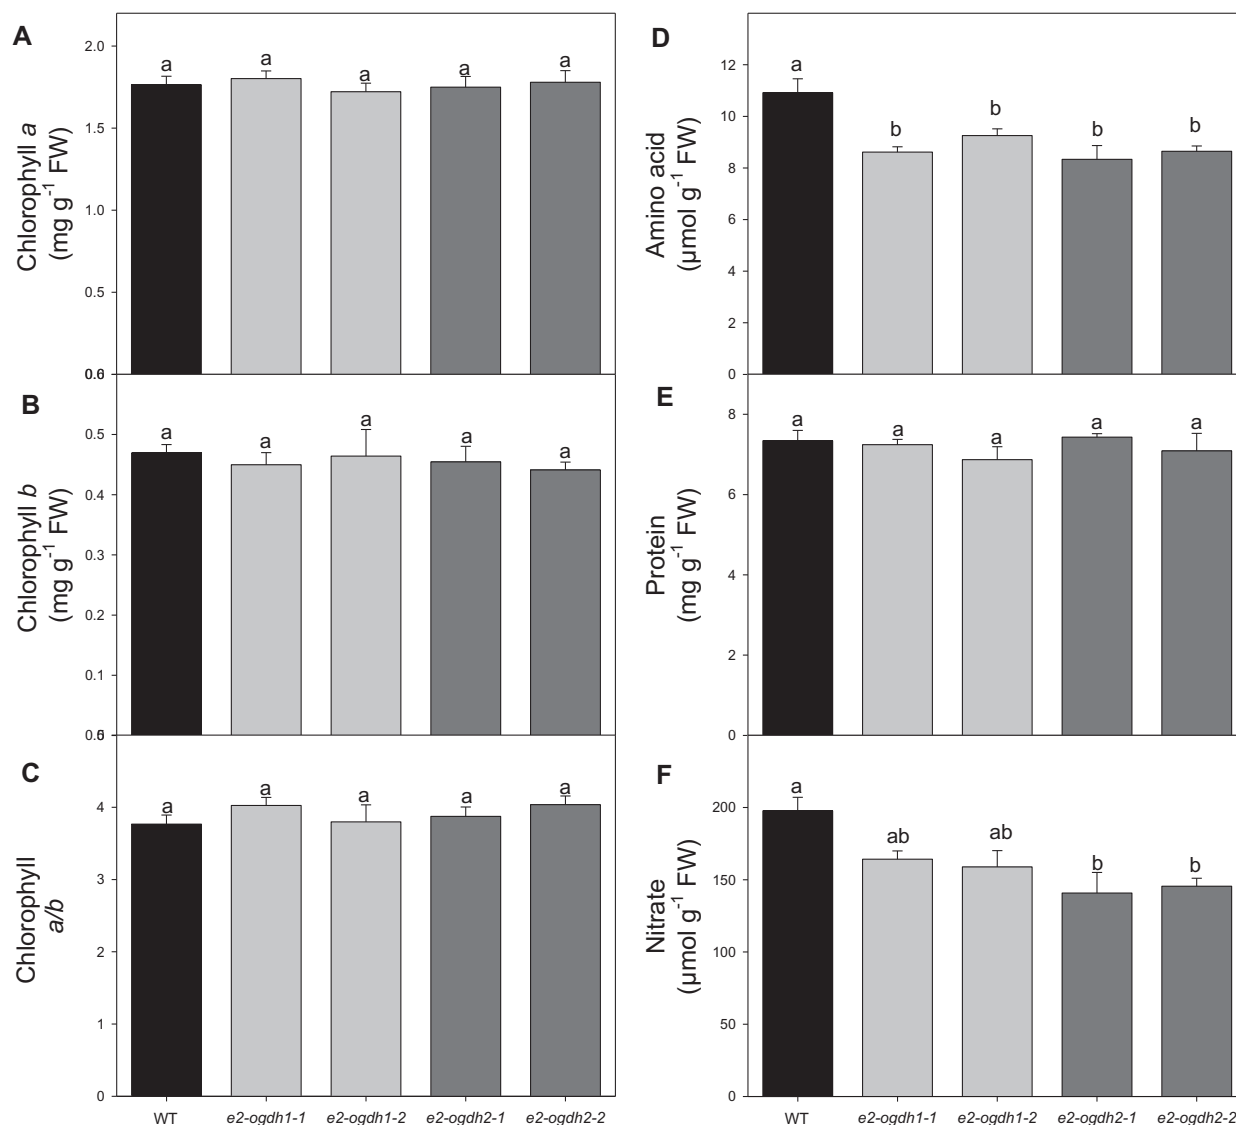 A
Chlorophyll a
(mg g⁻¹ FW)
2.0
1.5
1.0
0.5
0.0
a a a a a
B
Chlorophyll b
(mg g⁻¹ FW)
0.6
0.5
0.4
0.3
0.2
0.1
0.0
a a a a a
C
Chlorophyll
a/b
5
4
3
2
1
0
a a a a a
WT e2-ogdh1-1 e2-ogdh1-2 e2-ogdh2-1 e2-ogdh2-2
D
Amino acid
(µmol g⁻¹ FW)
12
10
8
6
4
2
0
a b b b b
E
Protein
(mg g⁻¹ FW)
8
6
4
2
0
a a a a a
F
Nitrate
(µmol g⁻¹ FW)
200
150
100
50
0
a ab ab b b
WT e2-ogdh1-1 e2-ogdh1-2 e2-ogdh2-1 e2-ogdh2-2